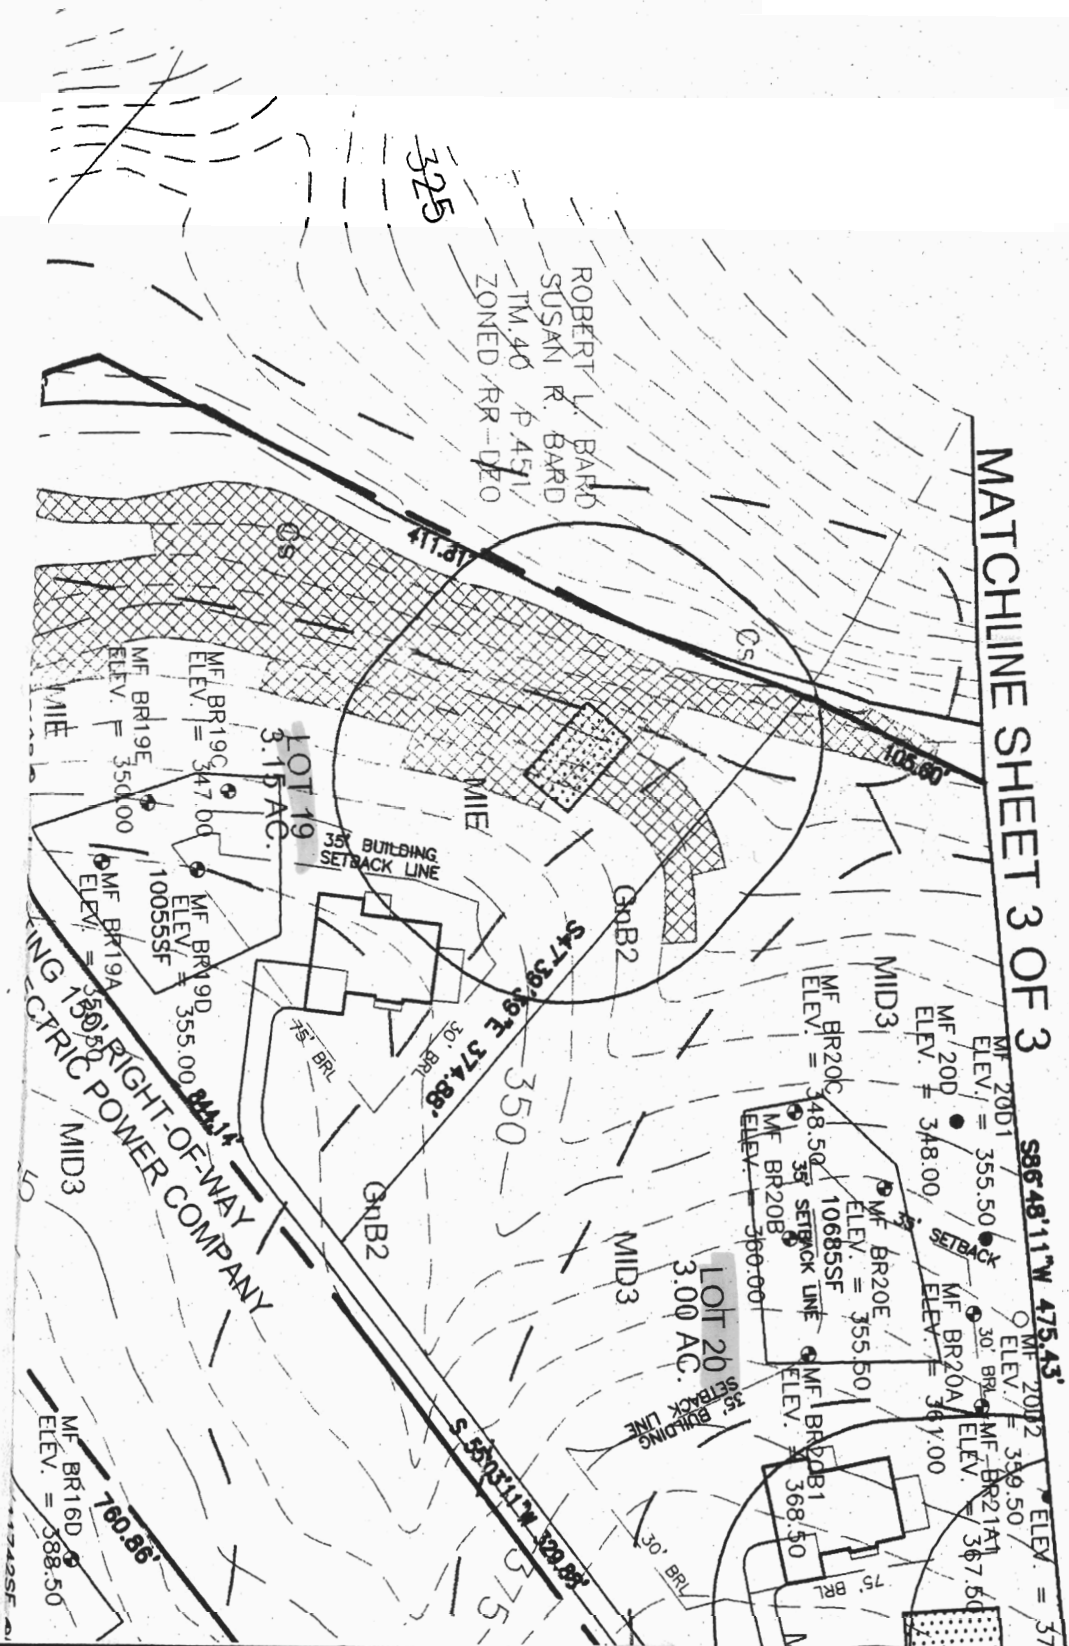 325
ROBERT L. BARD
SUSAN R. BARD
TM.40 P.451
ZONED RR-DEO
MATCHLINE SHEET 3 OF 3
411.81'
Cs
Cs
105.60'
MF BR19E
ELEV. = 350.00
MF BR19C
ELEV. = 347.00
MIE
LOT 19
3.15 AC.
MIE
35' BUILDING
SETBACK LINE
GnB2
MF BR19A
MF BR19D
ELEV. = 355.00
10055SF
S47°39'39"E 374.88'
75' BRL
30' BRL
350
MID3
MF BR20C
ELEV. = 348.50
MF 20D
ELEV. = 348.00
MF 20D1
ELEV. = 355.50
S86°48'11"W 475.43'
150' RIGHT-OF-WAY
CTRIC POWER COMPANY
844.14'
MID3
GnB2
MID3
LOT 20
3.00 AC.
MF BR20B
ELEV. = 360.00
35' SETBACK LINE
10685SF
MF BR20E
ELEV. = 355.50
35' SETBACK
MF BR20A
ELEV. = 361.00
30' BRL
MF 20D2
ELEV. = 359.50
35'
BUILDING
SETBACK LINE
MF BR20B1
ELEV. = 368.50
MF BR21A1
ELEV. = 367.50
ELEV. = 37
S 55°03'11"W 329.89'
375
30' BRL
75' BRL
MF BR16D
ELEV. = 388.50
760.86'